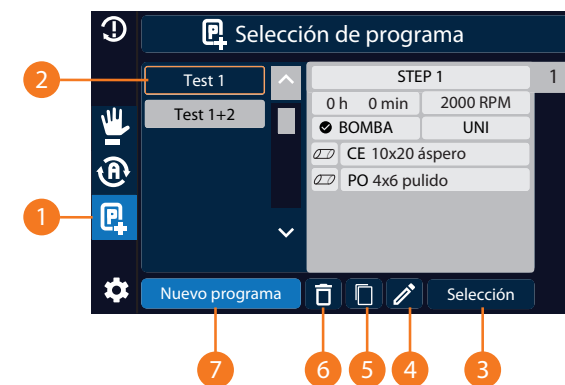 Selección de programa
2
Test 1
STEP 1
1
Test 1+2
0 h 0 min
2000 RPM
BOMBA
UNI
CE 10x20 áspero
PO 4x6 pulido
1
Nuevo programa
Selección
7
6
5
4
3